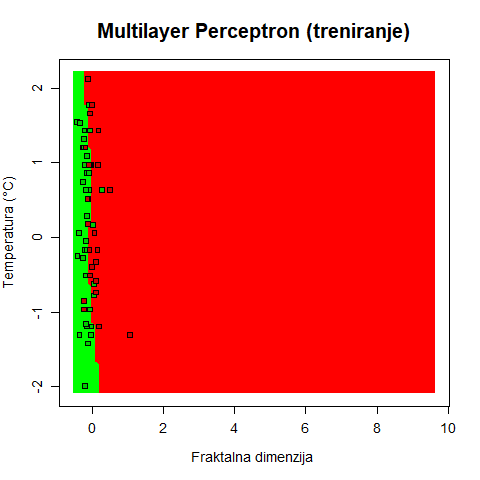 Multilayer Perceptron (treniranje)
Temperatura (°C)
2
1
0
-1
-2
0 2 4 6 8 10
Fraktalna dimenzija